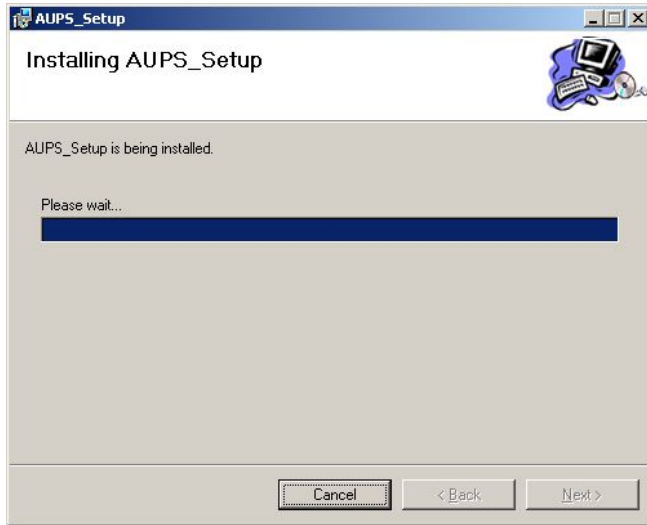 AUPS_Setup
Installing AUPS_Setup
AUPS_Setup is being installed.
Please wait...
Cancel
< Back
Next >